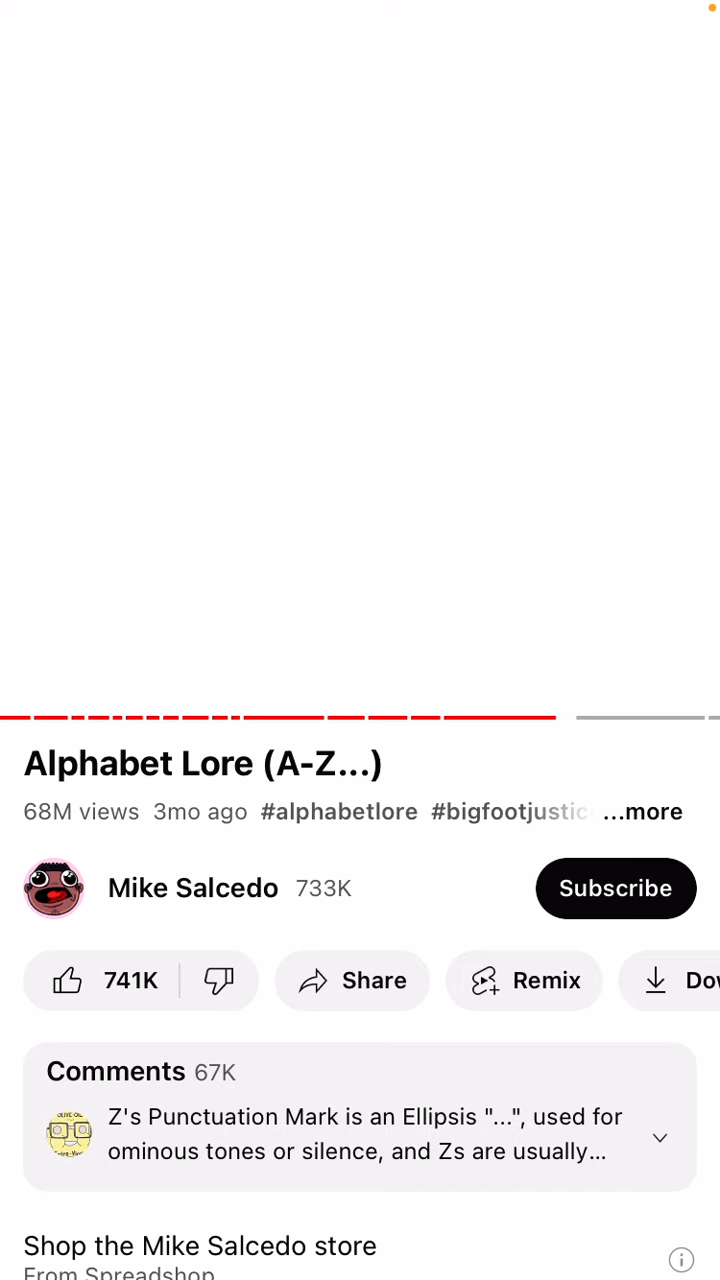 Alphabet Lore (A-Z...)
68M views 3mo ago #alphabetlore #bigfootjustic ...more
Mike Salcedo 733K Subscribe
741K Share Remix Dov
Comments 67K
Z's Punctuation Mark is an Ellipsis "...", used for
ominous tones or silence, and Zs are usually...
Shop the Mike Salcedo store
From Spreadshop